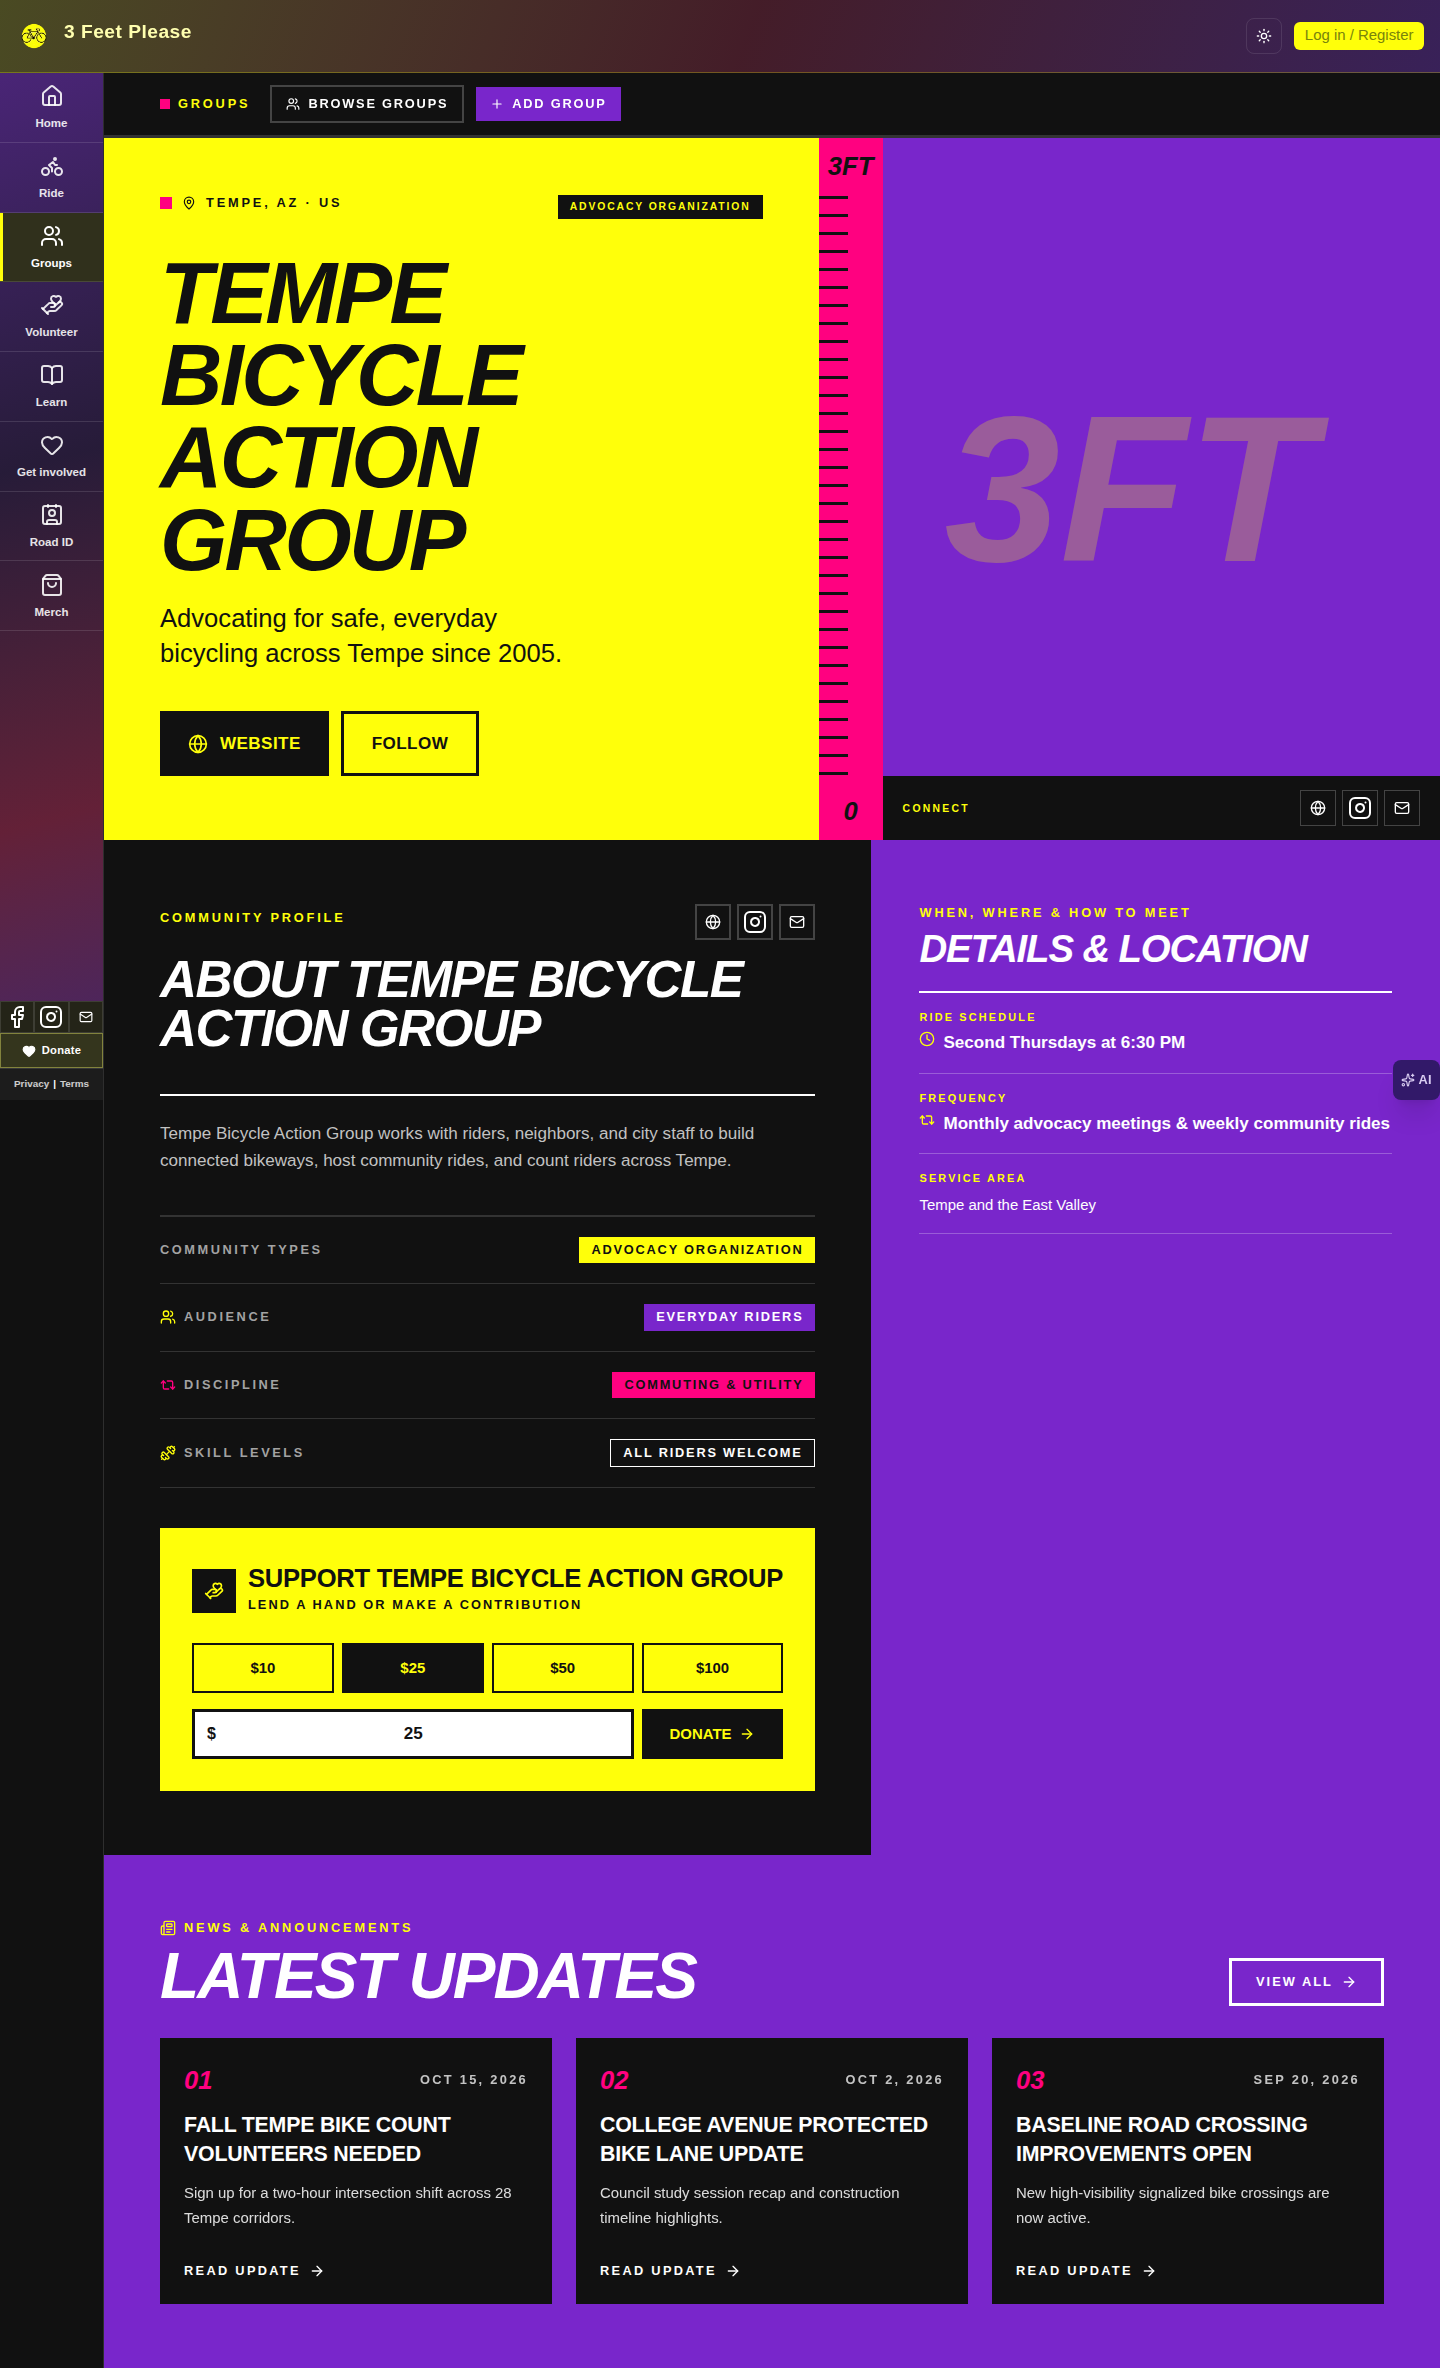 3 Feet Please
Log in / Register
Home
Ride
Groups
Volunteer
Learn
Get involved
Road ID
Merch
Donate
Privacy | Terms
GROUPS
BROWSE GROUPS
ADD GROUP
TEMPE, AZ · US
ADVOCACY ORGANIZATION
TEMPE
BICYCLE
ACTION
GROUP
Advocating for safe, everyday
bicycling across Tempe since 2005.
WEBSITE
FOLLOW
3FT
0
3FT
CONNECT
COMMUNITY PROFILE
ABOUT TEMPE BICYCLE
ACTION GROUP
Tempe Bicycle Action Group works with riders, neighbors, and city staff to build
connected bikeways, host community rides, and count riders across Tempe.
COMMUNITY TYPES
ADVOCACY ORGANIZATION
AUDIENCE
EVERYDAY RIDERS
DISCIPLINE
COMMUTING & UTILITY
SKILL LEVELS
ALL RIDERS WELCOME
SUPPORT TEMPE BICYCLE ACTION GROUP
LEND A HAND OR MAKE A CONTRIBUTION
$10
$25
$50
$100
$ 25
DONATE
WHEN, WHERE & HOW TO MEET
DETAILS & LOCATION
RIDE SCHEDULE
Second Thursdays at 6:30 PM
FREQUENCY
Monthly advocacy meetings & weekly community rides
SERVICE AREA
Tempe and the East Valley
AI
NEWS & ANNOUNCEMENTS
LATEST UPDATES
VIEW ALL
01
OCT 15, 2026
FALL TEMPE BIKE COUNT
VOLUNTEERS NEEDED
Sign up for a two-hour intersection shift across 28
Tempe corridors.
READ UPDATE
02
OCT 2, 2026
COLLEGE AVENUE PROTECTED
BIKE LANE UPDATE
Council study session recap and construction
timeline highlights.
READ UPDATE
03
SEP 20, 2026
BASELINE ROAD CROSSING
IMPROVEMENTS OPEN
New high-visibility signalized bike crossings are
now active.
READ UPDATE